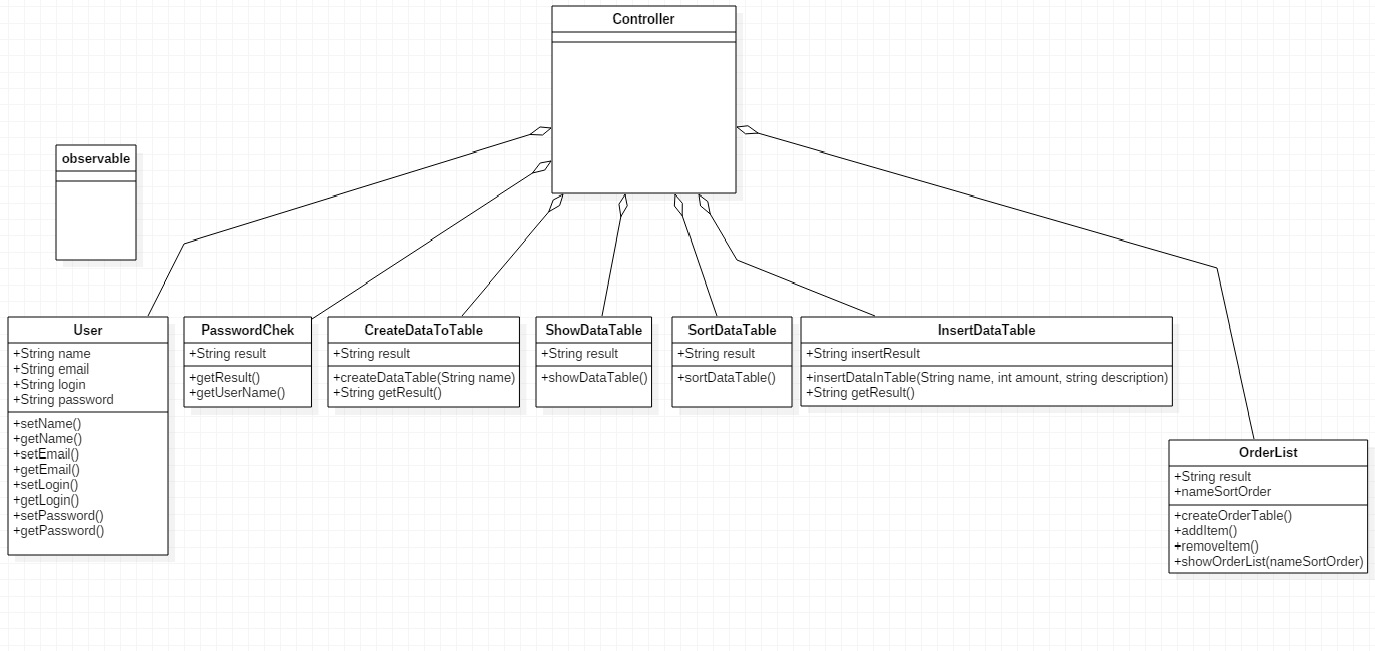 Controller
observable
User
+String name
+String email
+String login
+String password
+setName()
+getName()
+setEmail()
+getEmail()
+setLogin()
+getLogin()
+setPassword()
+getPassword()
PasswordChek
+String result
+getResult()
+getUserName()
CreateDataToTable
+String result
+createDataTable(String name)
+String getResult()
ShowDataTable
+String result
+showDataTable()
SortDataTable
+String result
+sortDataTable()
InsertDataTable
+String insertResult
+insertDataInTable(String name, int amount, string description)
+String getResult()
OrderList
+String result
+nameSortOrder
+createOrderTable()
+addItem()
+removeItem()
+showOrderList(nameSortOrder)